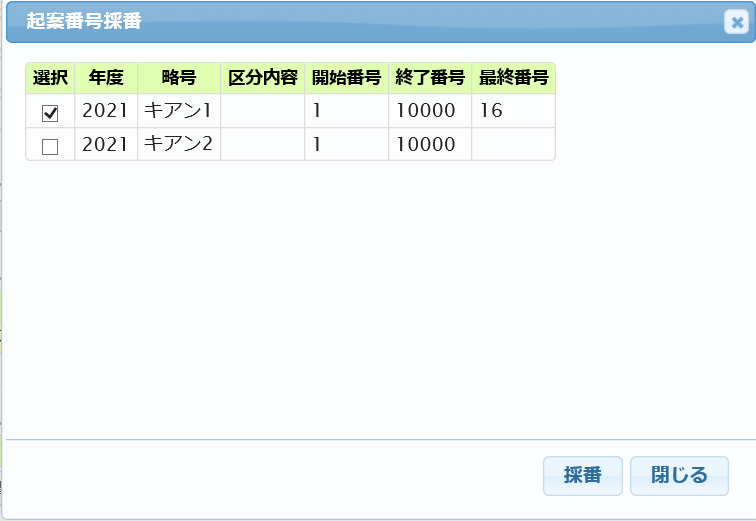 起案番号採番
選択 年度 略号 区分内容 開始番号 終了番号 最終番号
2021 キアン1 1 10000 16
2021 キアン2 1 10000
採番 閉じる